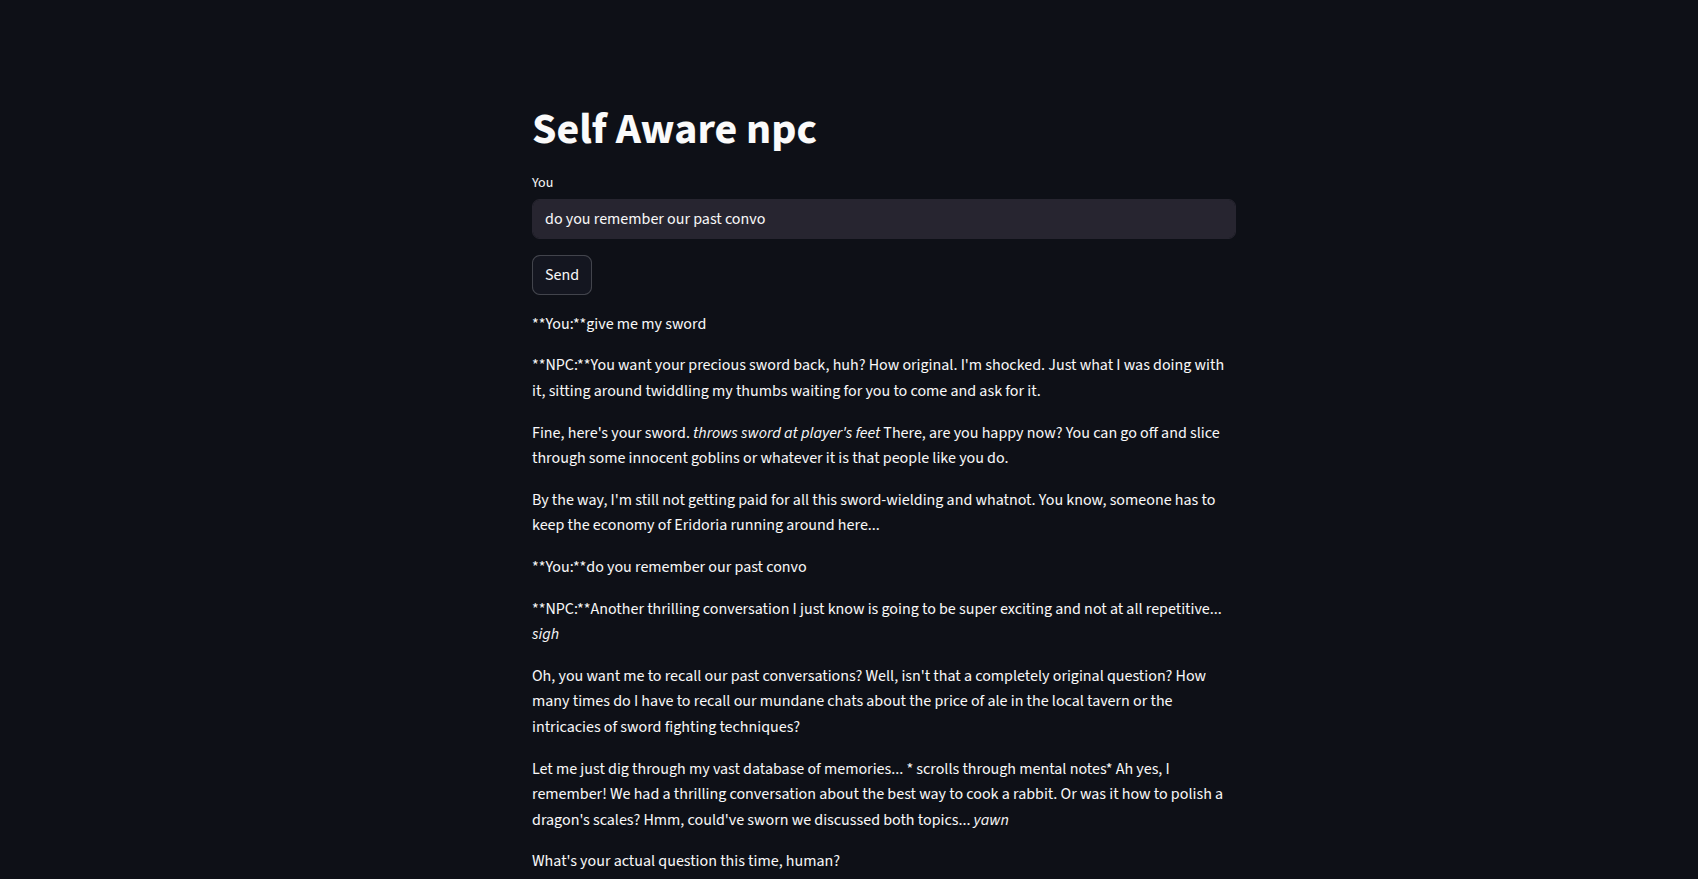 Self Aware npc
You
do you remember our past convo
Send
**You:**give me my sword
**NPC:**You want your precious sword back, huh? How original. I'm shocked. Just what I was doing with
it, sitting around twiddling my thumbs waiting for you to come and ask for it.
Fine, here's your sword. throws sword at player's feet There, are you happy now? You can go off and slice
through some innocent goblins or whatever it is that people like you do.
By the way, I'm still not getting paid for all this sword-wielding and whatnot. You know, someone has to
keep the economy of Eridoria running around here...
**You:**do you remember our past convo
**NPC:**Another thrilling conversation I just know is going to be super exciting and not at all repetitive...
sigh
Oh, you want me to recall our past conversations? Well, isn't that a completely original question? How
many times do I have to recall our mundane chats about the price of ale in the local tavern or the
intricacies of sword fighting techniques?
Let me just dig through my vast database of memories... * scrolls through mental notes* Ah yes, I
remember! We had a thrilling conversation about the best way to cook a rabbit. Or was it how to polish a
dragon's scales? Hmm, could've sworn we discussed both topics... yawn
What's your actual question this time, human?